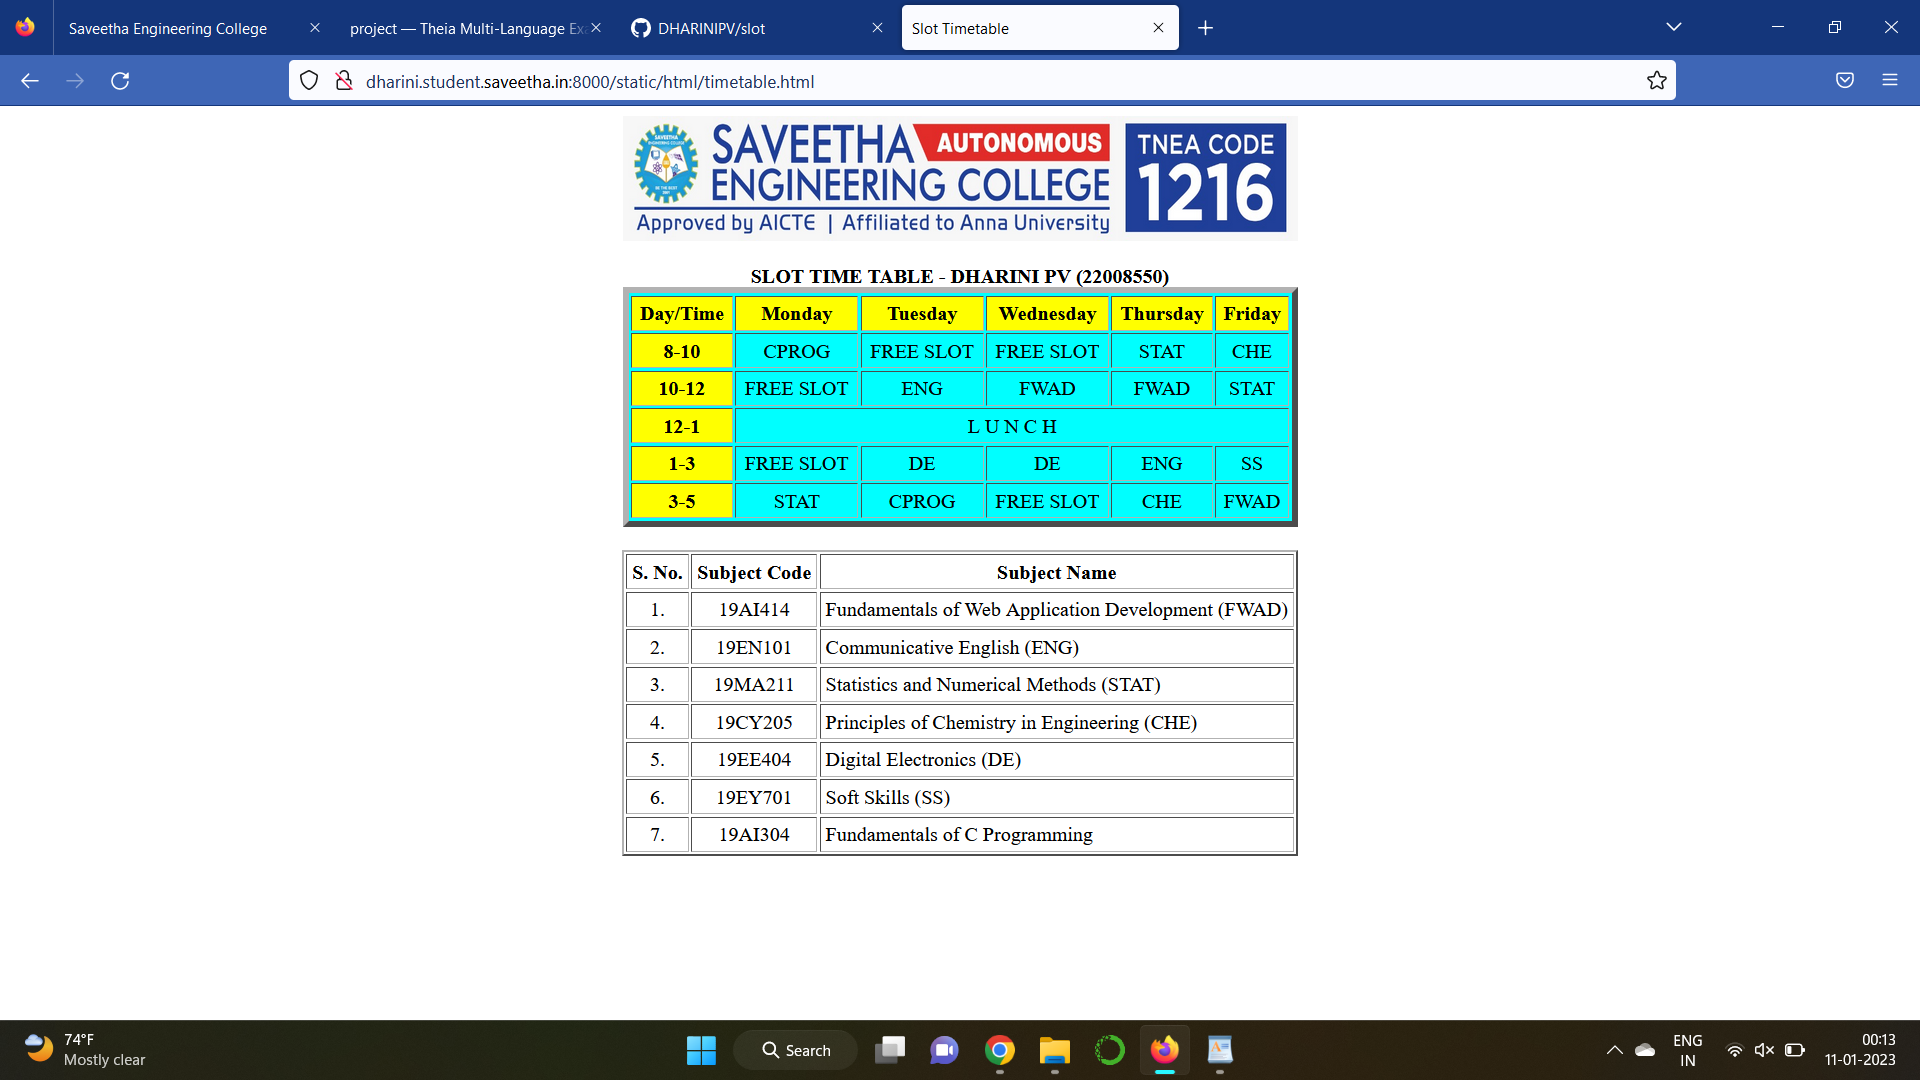 Saveetha Engineering College
project — Theia Multi-Language Ex
DHARINIPV/slot
Slot Timetable
dharini.student.saveetha.in:8000/static/html/timetable.html
SAVEETHA AUTONOMOUS
ENGINEERING COLLEGE
Approved by AICTE | Affiliated to Anna University
TNEA CODE
1216
SLOT TIME TABLE - DHARINI PV (22008550)
Day/Time Monday Tuesday Wednesday Thursday Friday
8-10 CPROG FREE SLOT FREE SLOT STAT CHE
10-12 FREE SLOT ENG FWAD FWAD STAT
12-1 L U N C H
1-3 FREE SLOT DE DE ENG SS
3-5 STAT CPROG FREE SLOT CHE FWAD
S. No. Subject Code Subject Name
1. 19AI414 Fundamentals of Web Application Development (FWAD)
2. 19EN101 Communicative English (ENG)
3. 19MA211 Statistics and Numerical Methods (STAT)
4. 19CY205 Principles of Chemistry in Engineering (CHE)
5. 19EE404 Digital Electronics (DE)
6. 19EY701 Soft Skills (SS)
7. 19AI304 Fundamentals of C Programming
74°F
Mostly clear
Search
ENG
IN
00:13
11-01-2023